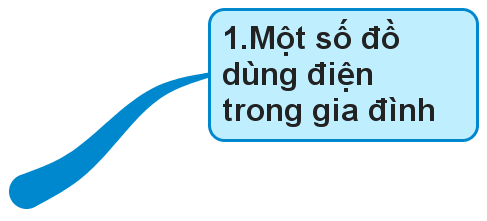 1.Một số đồ
dùng điện
trong gia đình